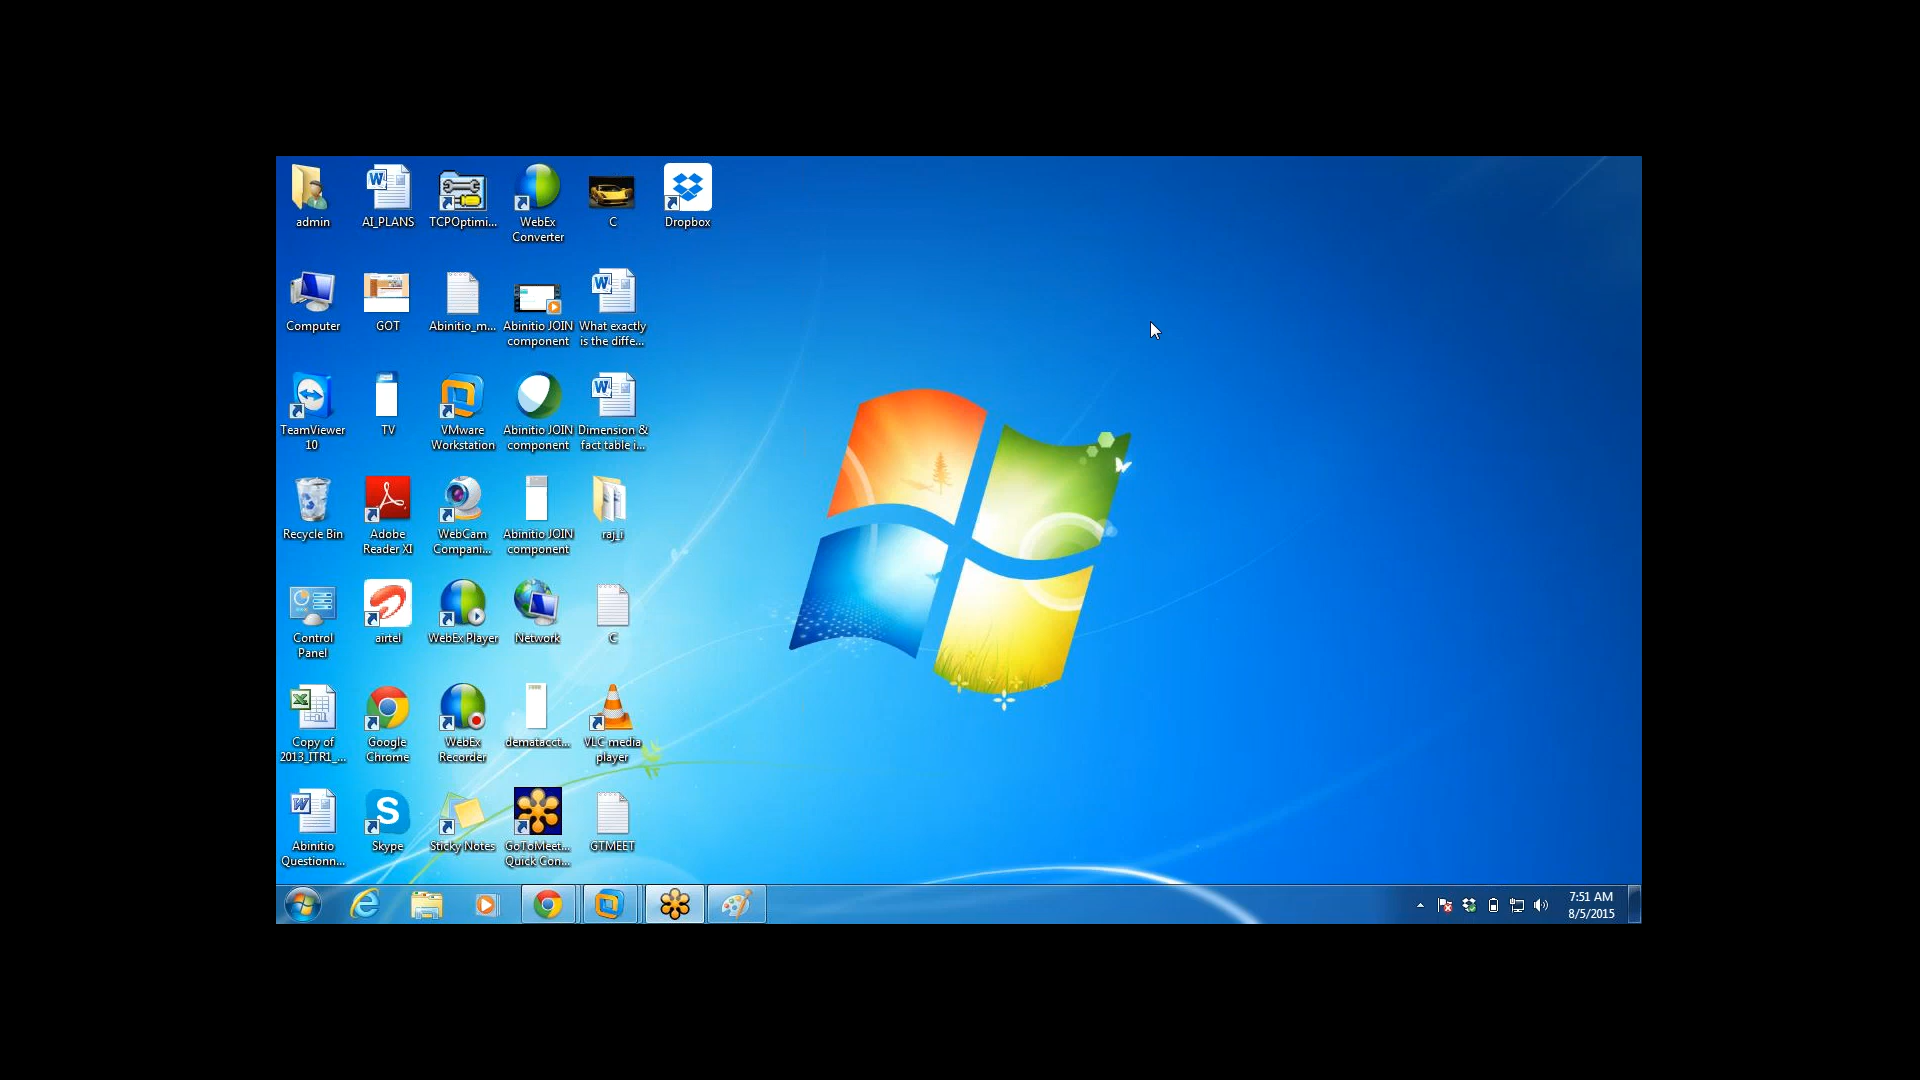 admin
AI_PLANS
TCPOptimi...
WebEx
Converter
C
Dropbox
Computer
GOT
Abinitio_m...
Abinitio JOIN
component
What exactly
is the diffe...
TeamViewer
10
TV
VMware
Workstation
Abinitio JOIN
component
Dimension &
fact table i...
Recycle Bin
Adobe
Reader XI
WebCam
Compani...
Abinitio JOIN
component
raj_i
Control
Panel
airtel
WebEx Player
Network
C
Copy of
2013_ITR1_...
Google
Chrome
WebEx
Recorder
dematacct...
VLC media
player
Abinitio
Questionn...
Skype
Sticky Notes
GoToMeet...
Quick Con...
GTMEET
7:51 AM
8/5/2015